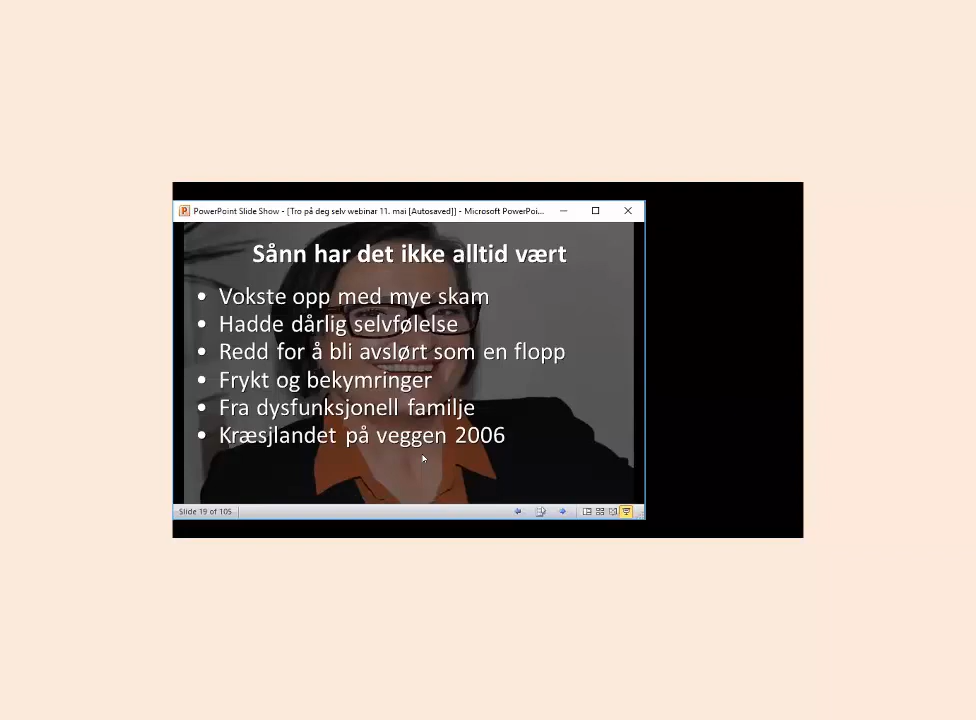 PowerPoint Slide Show - [Tro på deg selv webinar 11. mai [Autosaved]] - Microsoft PowerPoi...
Sånn har det ikke alltid vært
• Vokste opp med mye skam
• Hadde dårlig selvfølelse
• Redd for å bli avslørt som en flopp
• Frykt og bekymringer
• Fra dysfunksjonell familje
• Kræsjlandet på veggen 2006
Slide 19 of 105